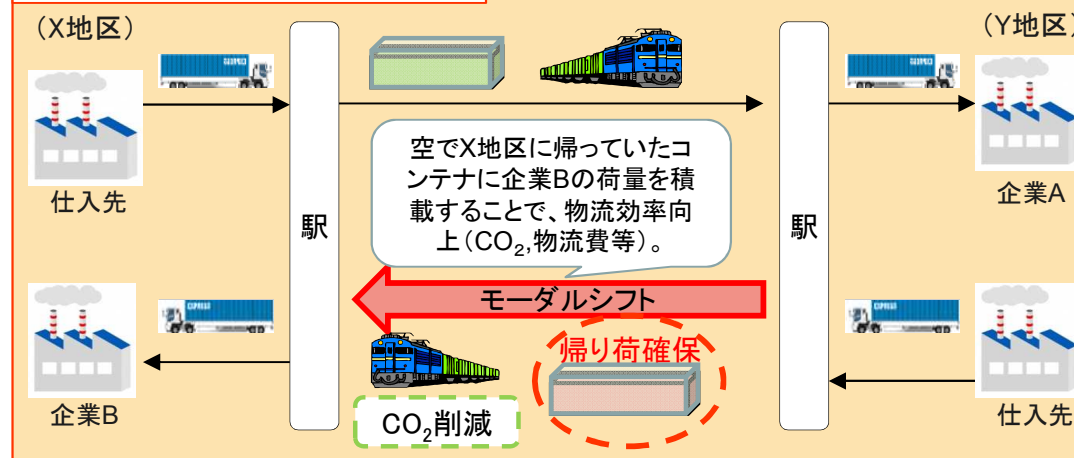 (X地区)
(Y地区)
仕入先
駅
空でX地区に帰っていたコ
ンテナに企業Bの荷量を積
載することで、物流効率向
上(CO₂,物流費等)。
駅
企業A
モーダルシフト
帰り荷確保
企業B
CO₂削減
仕入先